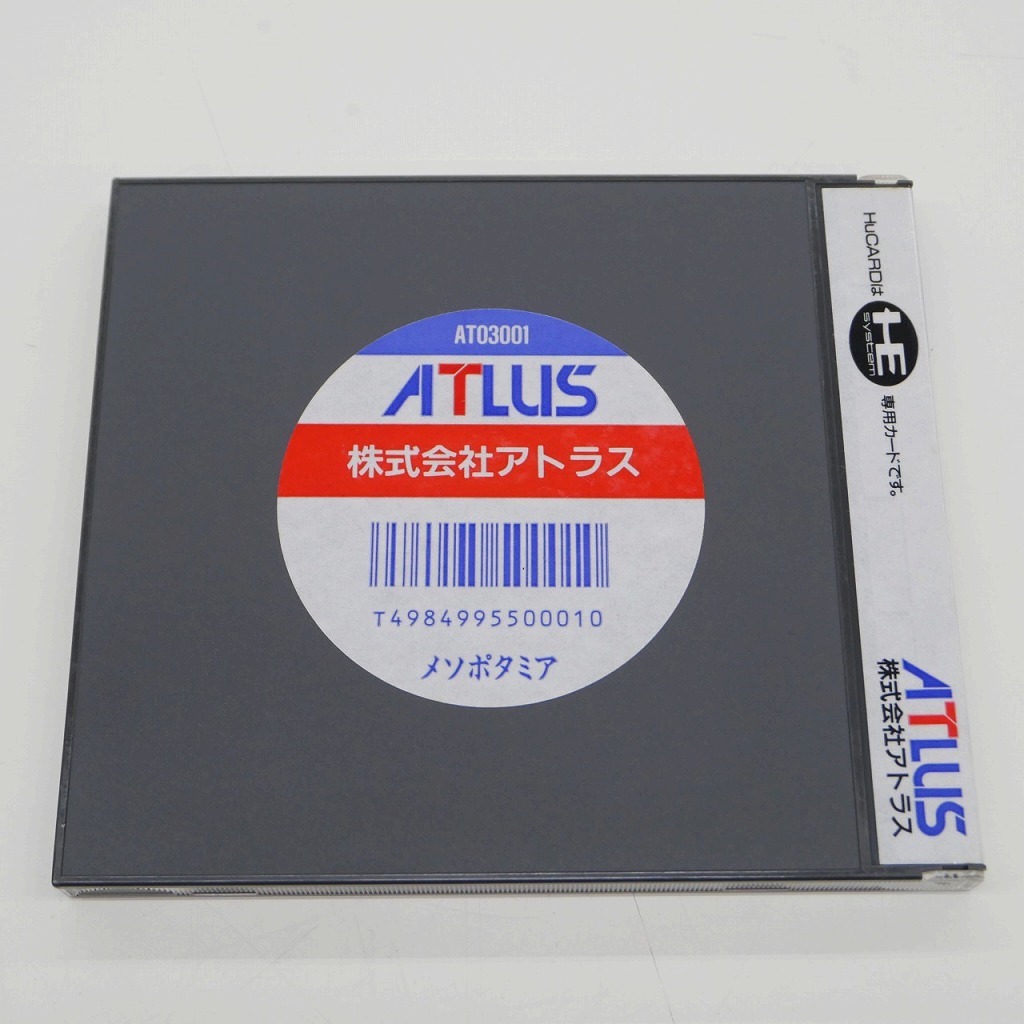 AT03001
ATLUS
株式会社アトラス
T4984995500010
メソポタミア
HuCARDは
HE
system
専用カードです。
ATLUS
株式会社アトラス